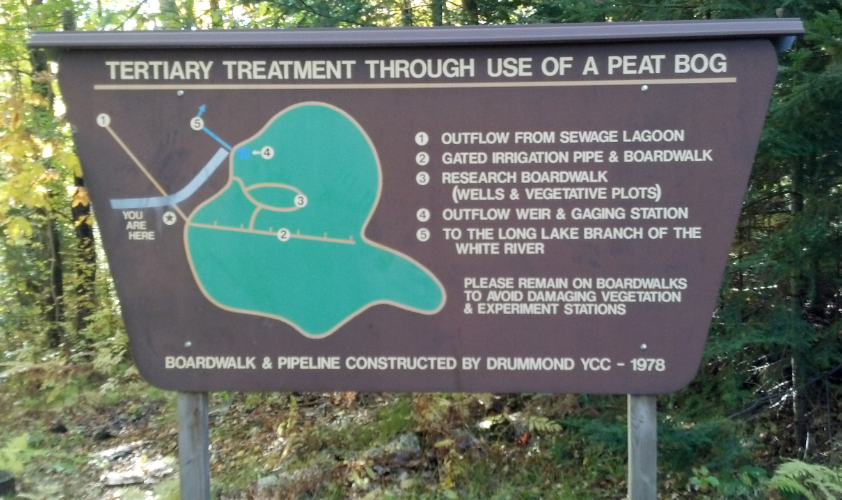 TERTIARY TREATMENT THROUGH USE OF A PEAT BOG
1
5
4
3
2
YOU
ARE
HERE
1 OUTFLOW FROM SEWAGE LAGOON
2 GATED IRRIGATION PIPE & BOARDWALK
3 RESEARCH BOARDWALK
(WELLS & VEGETATIVE PLOTS)
4 OUTFLOW WEIR & GAGING STATION
5 TO THE LONG LAKE BRANCH OF THE
WHITE RIVER
PLEASE REMAIN ON BOARDWALKS
TO AVOID DAMAGING VEGETATION
& EXPERIMENT STATIONS
BOARDWALK & PIPELINE CONSTRUCTED BY DRUMMOND YCC - 1978